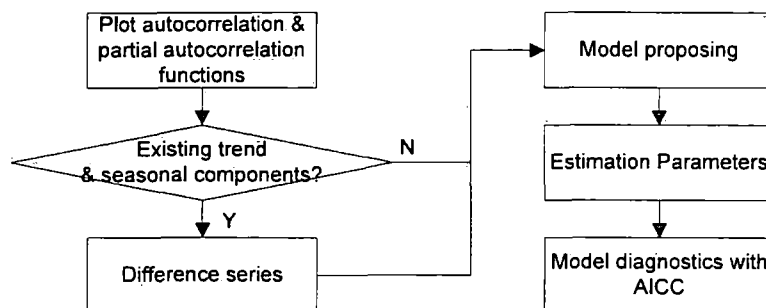 Plot autocorrelation &
partial autocorrelation
functions
Existing trend
& seasonal components?
N
Y
Difference series
Model proposing
Estimation Parameters
Model diagnostics with
AICC